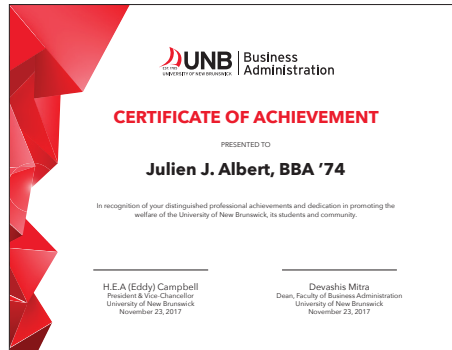 UNB Business
Administration
EST. 1785
UNIVERSITY OF NEW BRUNSWICK
CERTIFICATE OF ACHIEVEMENT
PRESENTED TO
Julien J. Albert, BBA ’74
In recognition of your distinguished professional achievements and dedication in promoting the
welfare of the University of New Brunswick, its students and community.
H.E.A (Eddy) Campbell
President & Vice-Chancellor
University of New Brunswick
November 23, 2017
Devashis Mitra
Dean, Faculty of Business Administration
University of New Brunswick
November 23, 2017